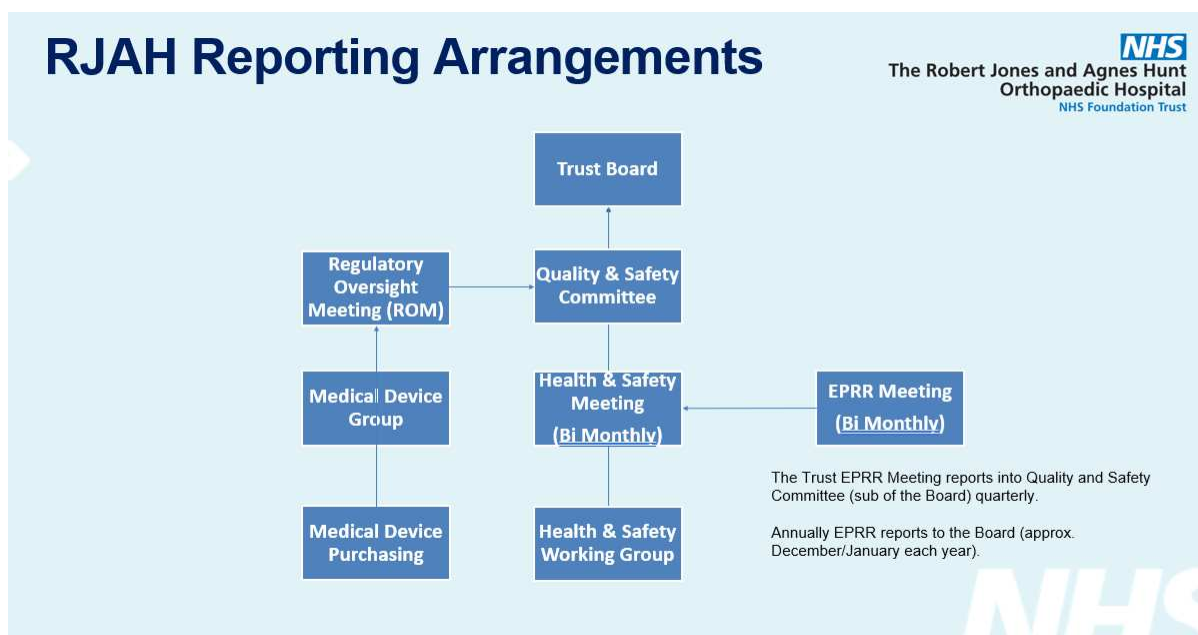 RJAH Reporting Arrangements
NHS
The Robert Jones and Agnes Hunt
Orthopaedic Hospital
NHS Foundation Trust
Trust Board
Regulatory
Oversight
Meeting (ROM)
Quality & Safety
Committee
Medical Device
Group
Health & Safety
Meeting
(Bi Monthly)
EPRR Meeting
(Bi Monthly)
The Trust EPRR Meeting reports into Quality and Safety
Committee (sub of the Board) quarterly.
Annually EPRR reports to the Board (approx.
December/January each year).
Medical Device
Purchasing
Health & Safety
Working Group
NHS